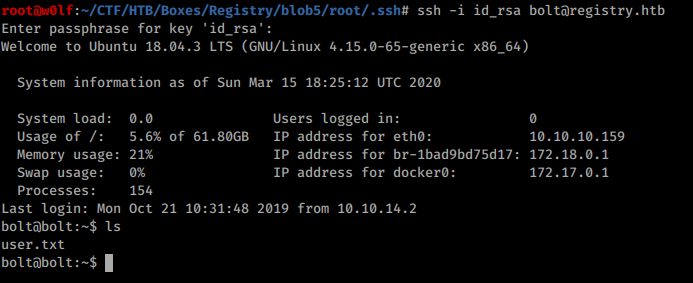 root@w0lf:~/CTF/HTB/Boxes/Registry/blob5/root/.ssh# ssh -i id_rsa bolt@registry.htb
Enter passphrase for key 'id_rsa':
Welcome to Ubuntu 18.04.3 LTS (GNU/Linux 4.15.0-65-generic x86_64)

  System information as of Sun Mar 15 18:25:12 UTC 2020

  System load:  0.0               Users logged in:                0
  Usage of /:   5.6% of 61.80GB   IP address for eth0:            10.10.10.159
  Memory usage: 21%               IP address for br-1bad9bd75d17: 172.18.0.1
  Swap usage:   0%                IP address for docker0:         172.17.0.1
  Processes:    154
Last login: Mon Oct 21 10:31:48 2019 from 10.10.14.2
bolt@bolt:~$ ls
user.txt
bolt@bolt:~$